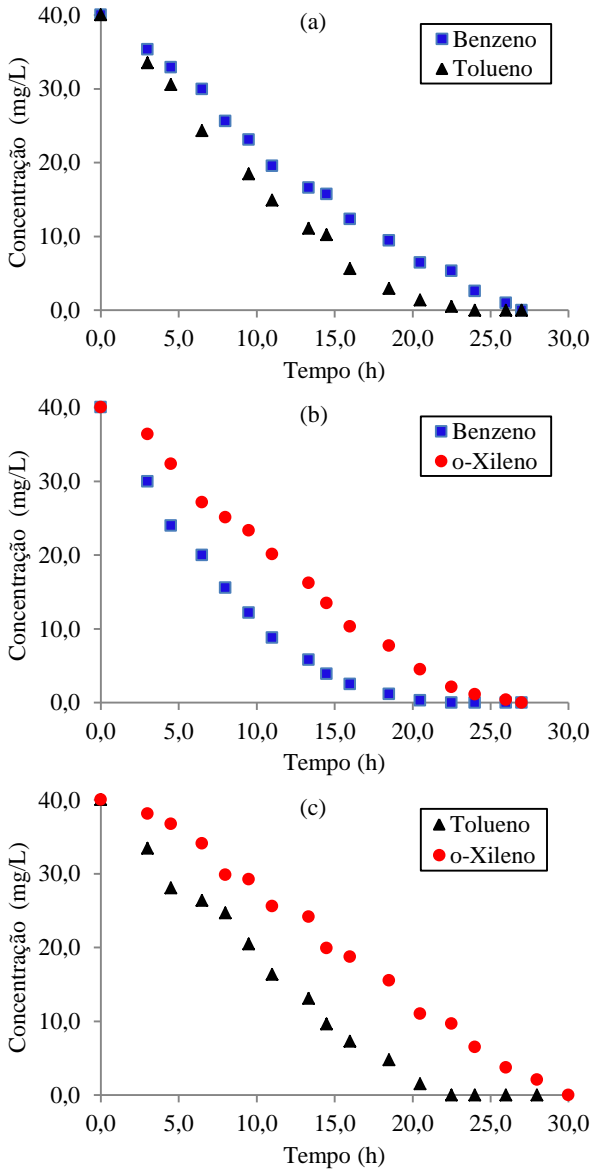 (a)
Benzeno
Tolueno
Concentração (mg/L)
40,0
30,0
20,0
10,0
0,0
0,0 5,0 10,0 15,0 20,0 25,0 30,0
Tempo (h)
(b)
Benzeno
o-Xileno
Concentração (mg/L)
40,0
30,0
20,0
10,0
0,0
0,0 5,0 10,0 15,0 20,0 25,0 30,0
Tempo (h)
(c)
Tolueno
o-Xileno
Concentração (mg/L)
40,0
30,0
20,0
10,0
0,0
0,0 5,0 10,0 15,0 20,0 25,0 30,0
Tempo (h)